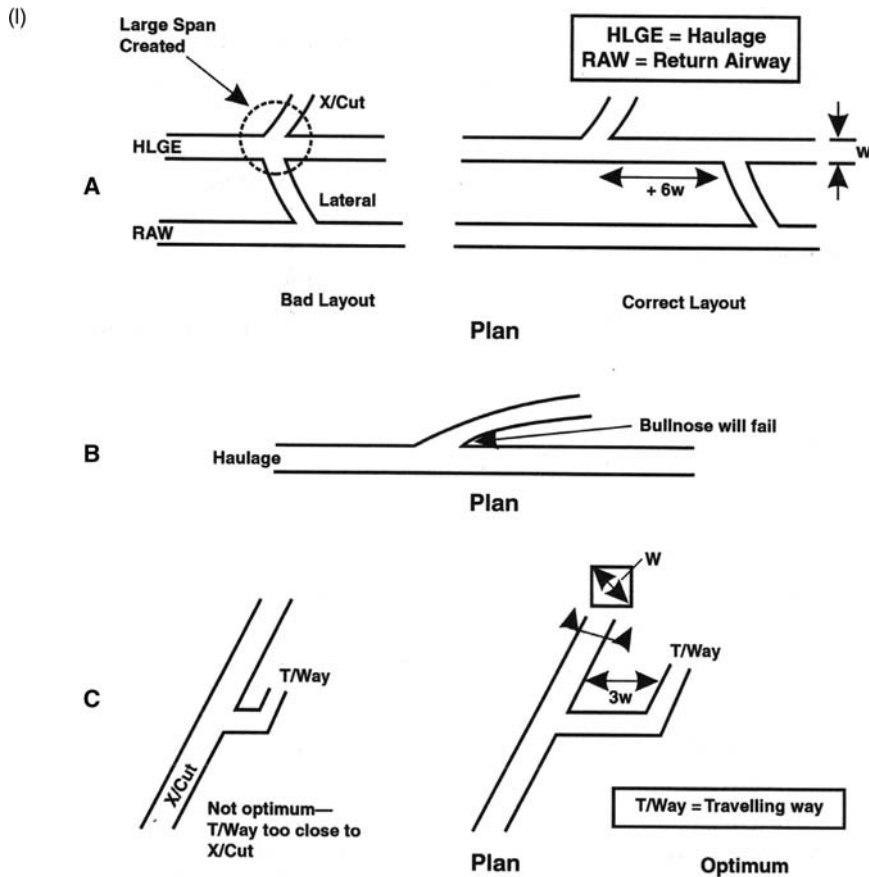 (I)
Large Span
Created
HLGE = Haulage
RAW = Return Airway
X/Cut
HLGE
W
A
Lateral
+ 6w
RAW
Bad Layout
Correct Layout
Plan
Bullnose will fail
B
Haulage
Plan
W
T/Way
T/Way
C
3w
X/Cut
Not optimum—
T/Way too close to
X/Cut
T/Way = Travelling way
Plan
Optimum